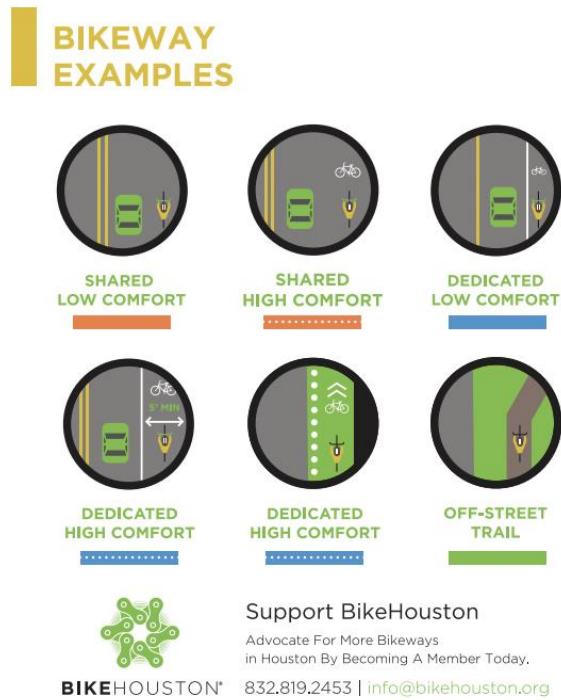 BIKEWAY
EXAMPLES
SHARED
LOW COMFORT
SHARED
HIGH COMFORT
DEDICATED
LOW COMFORT
5' MIN
DEDICATED
HIGH COMFORT
DEDICATED
HIGH COMFORT
OFF-STREET
TRAIL
Support BikeHouston
Advocate For More Bikeways
in Houston By Becoming A Member Today.
BIKEHOUSTON®
832.819.2453 | info@bikehouston.org